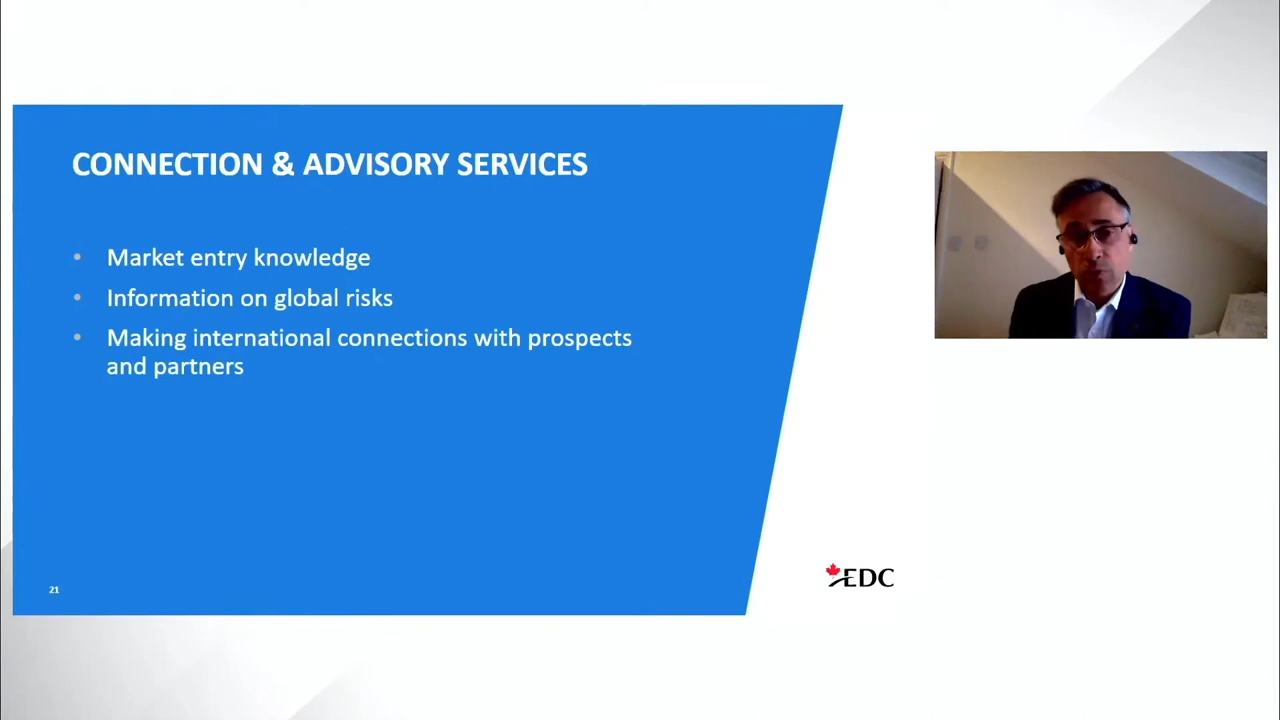 CONNECTION & ADVISORY SERVICES
• Market entry knowledge
• Information on global risks
• Making international connections with prospects
and partners
21
EDC